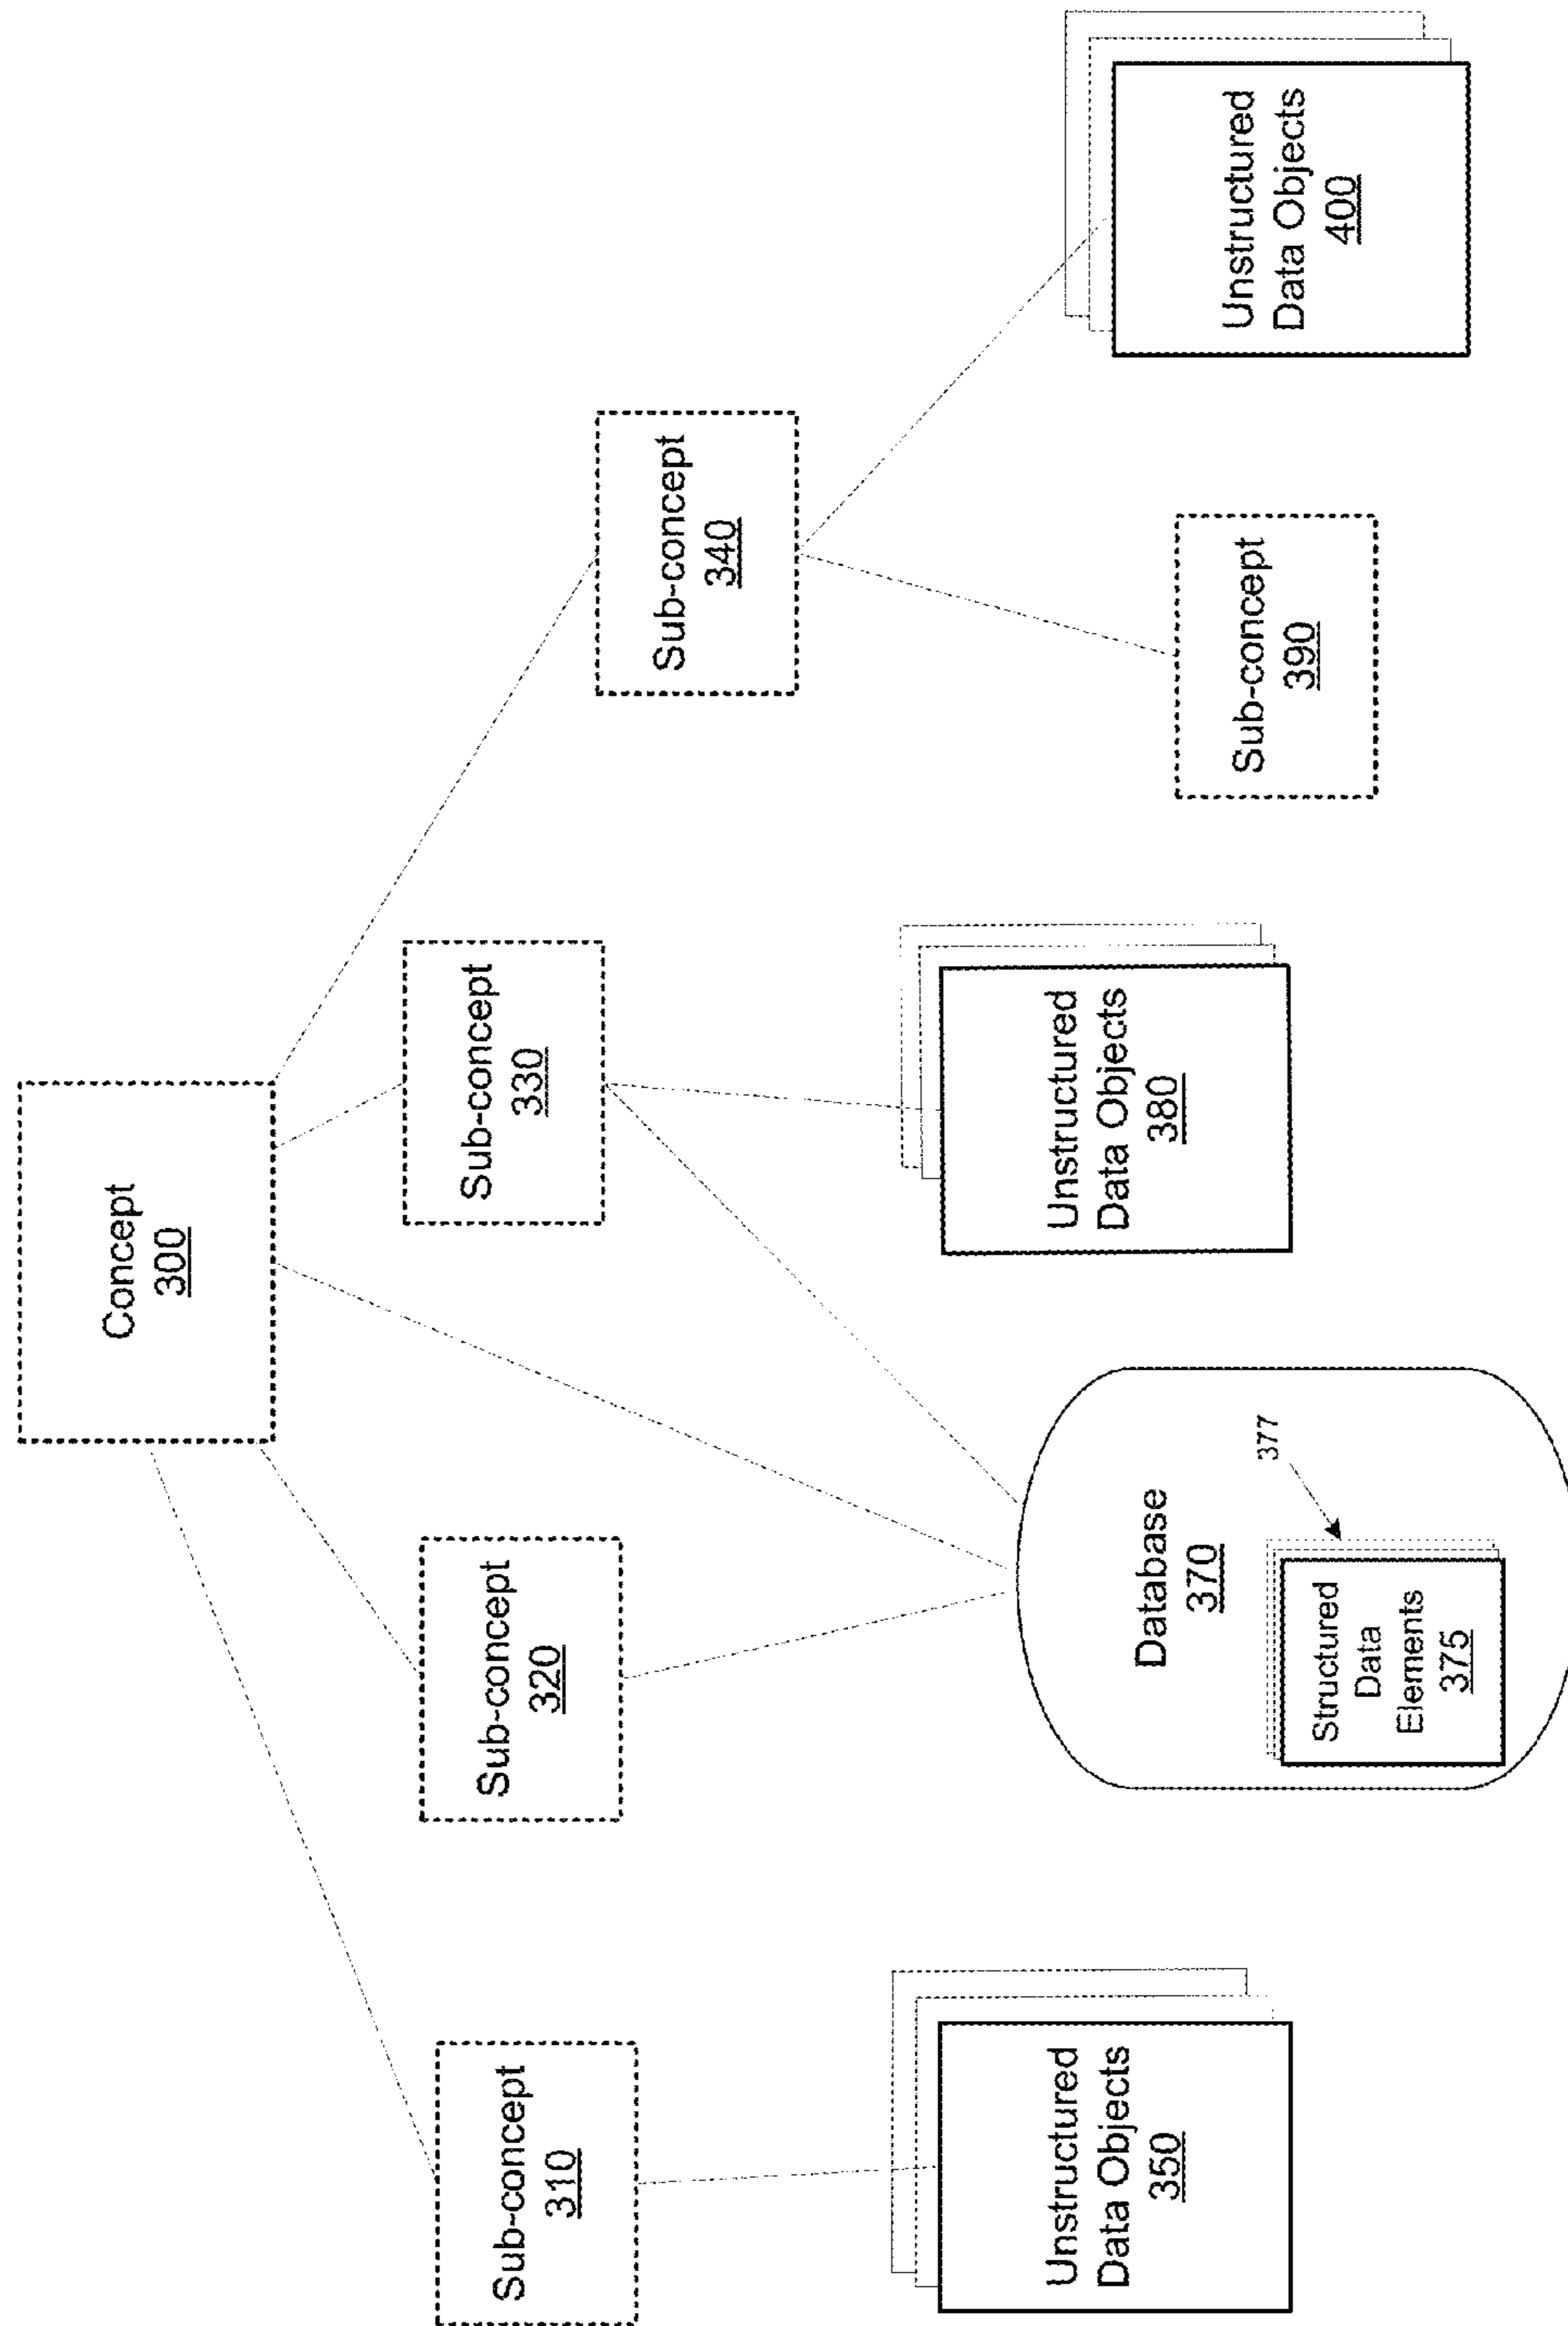 Concept
300
Sub-concept
310
Sub-concept
320
Sub-concept
330
Sub-concept
340
Unstructured
Data Objects
350
Database
370
377
Structured
Data
Elements
375
Unstructured
Data Objects
380
Sub-concept
390
Unstructured
Data Objects
400